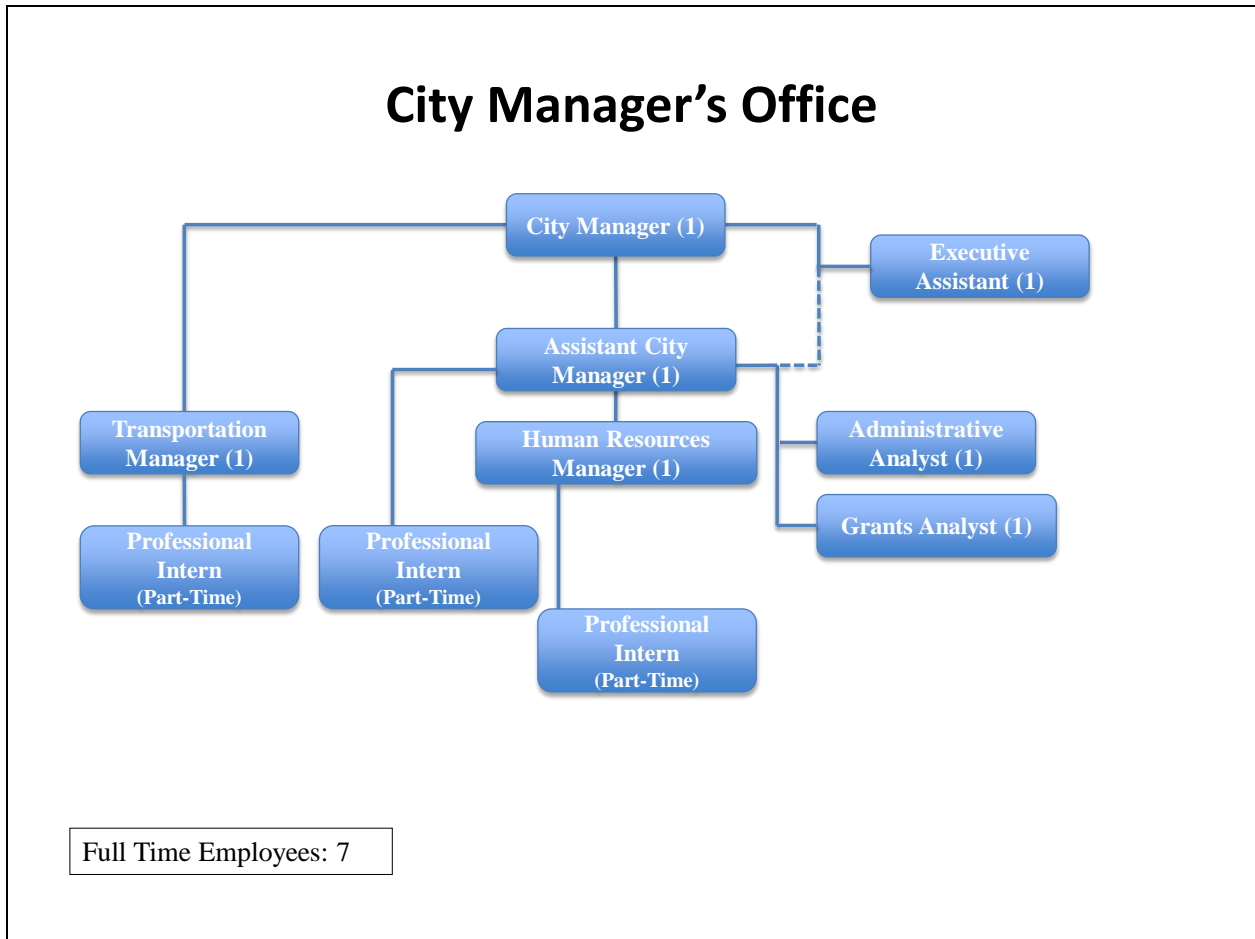 City Manager’s Office
City Manager (1)
Executive
Assistant (1)
Assistant City
Manager (1)
Transportation
Manager (1)
Human Resources
Manager (1)
Administrative
Analyst (1)
Grants Analyst (1)
Professional
Intern
(Part-Time)
Professional
Intern
(Part-Time)
Professional
Intern
(Part-Time)
Full Time Employees: 7